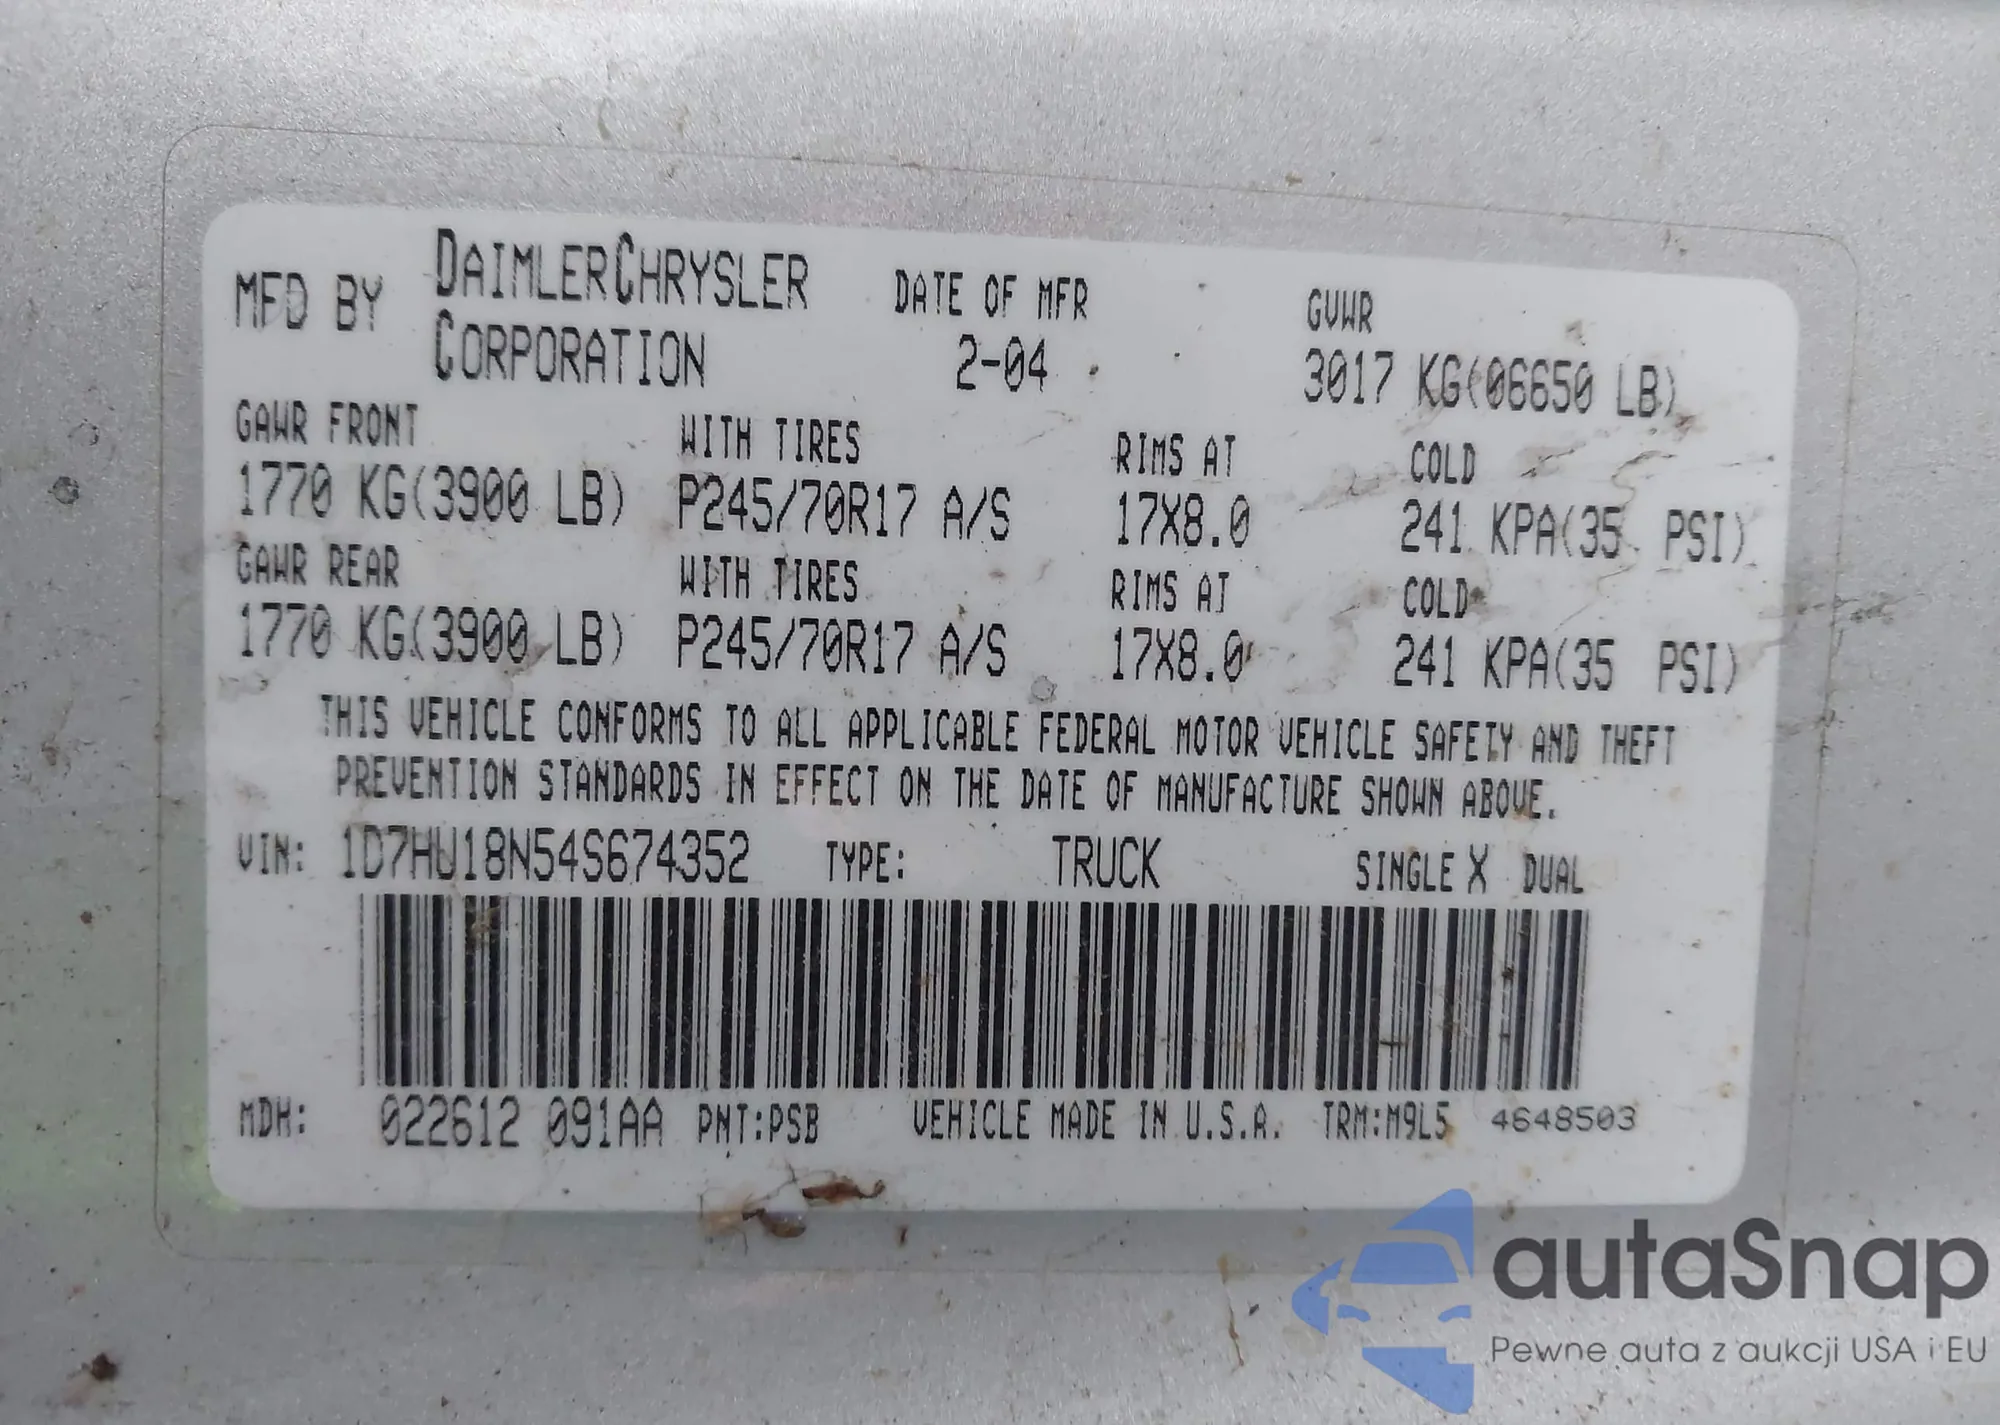 MFD BY DAIMLERCHRYSLER CORPORATION DATE OF MFR 2-04 GVWR 3017 KG(06650 LB)
GAWR FRONT WITH TIRES RIMS AT COLD
1770 KG(3900 LB) P245/70R17 A/S 17X8.0 241 KPA(35 PSI)
GAWR REAR WITH TIRES RIMS AT COLD
1770 KG(3900 LB) P245/70R17 A/S 17X8.0 241 KPA(35 PSI)
THIS VEHICLE CONFORMS TO ALL APPLICABLE FEDERAL MOTOR VEHICLE SAFETY AND THEFT
PREVENTION STANDARDS IN EFFECT ON THE DATE OF MANUFACTURE SHOWN ABOVE.
VIN: 1D7HU18N54S674352 TYPE: TRUCK SINGLE X DUAL
MDH: 022612 091AA PNT:PSB VEHICLE MADE IN U.S.A. TRM:M9L5 4648503
autaSnap
Pewne auta z aukcji USA i EU